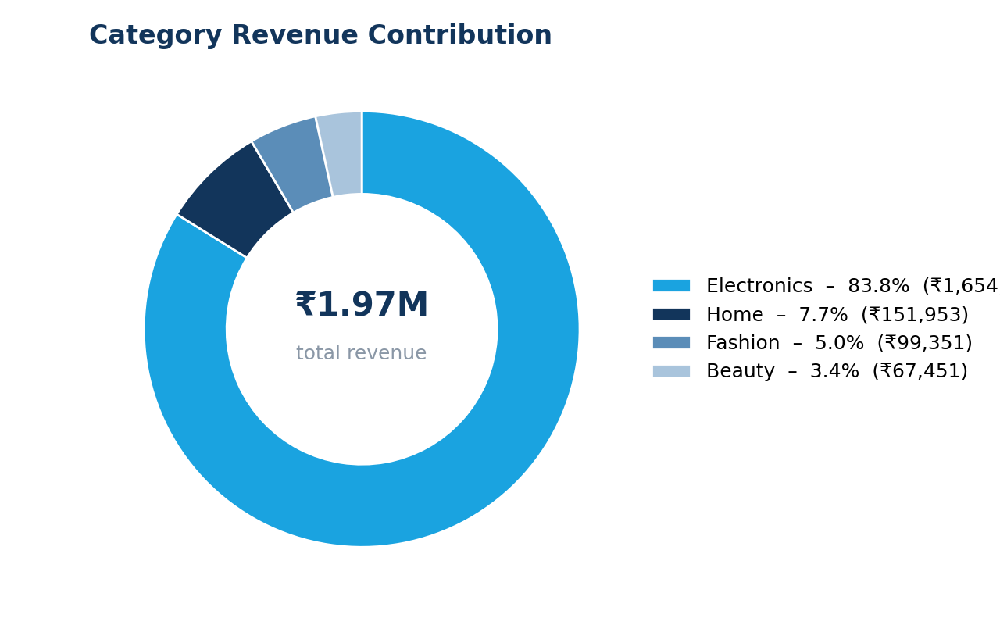 Category Revenue Contribution
₹1.97M
total revenue
Electronics – 83.8% (₹1,654
Home – 7.7% (₹151,953)
Fashion – 5.0% (₹99,351)
Beauty – 3.4% (₹67,451)